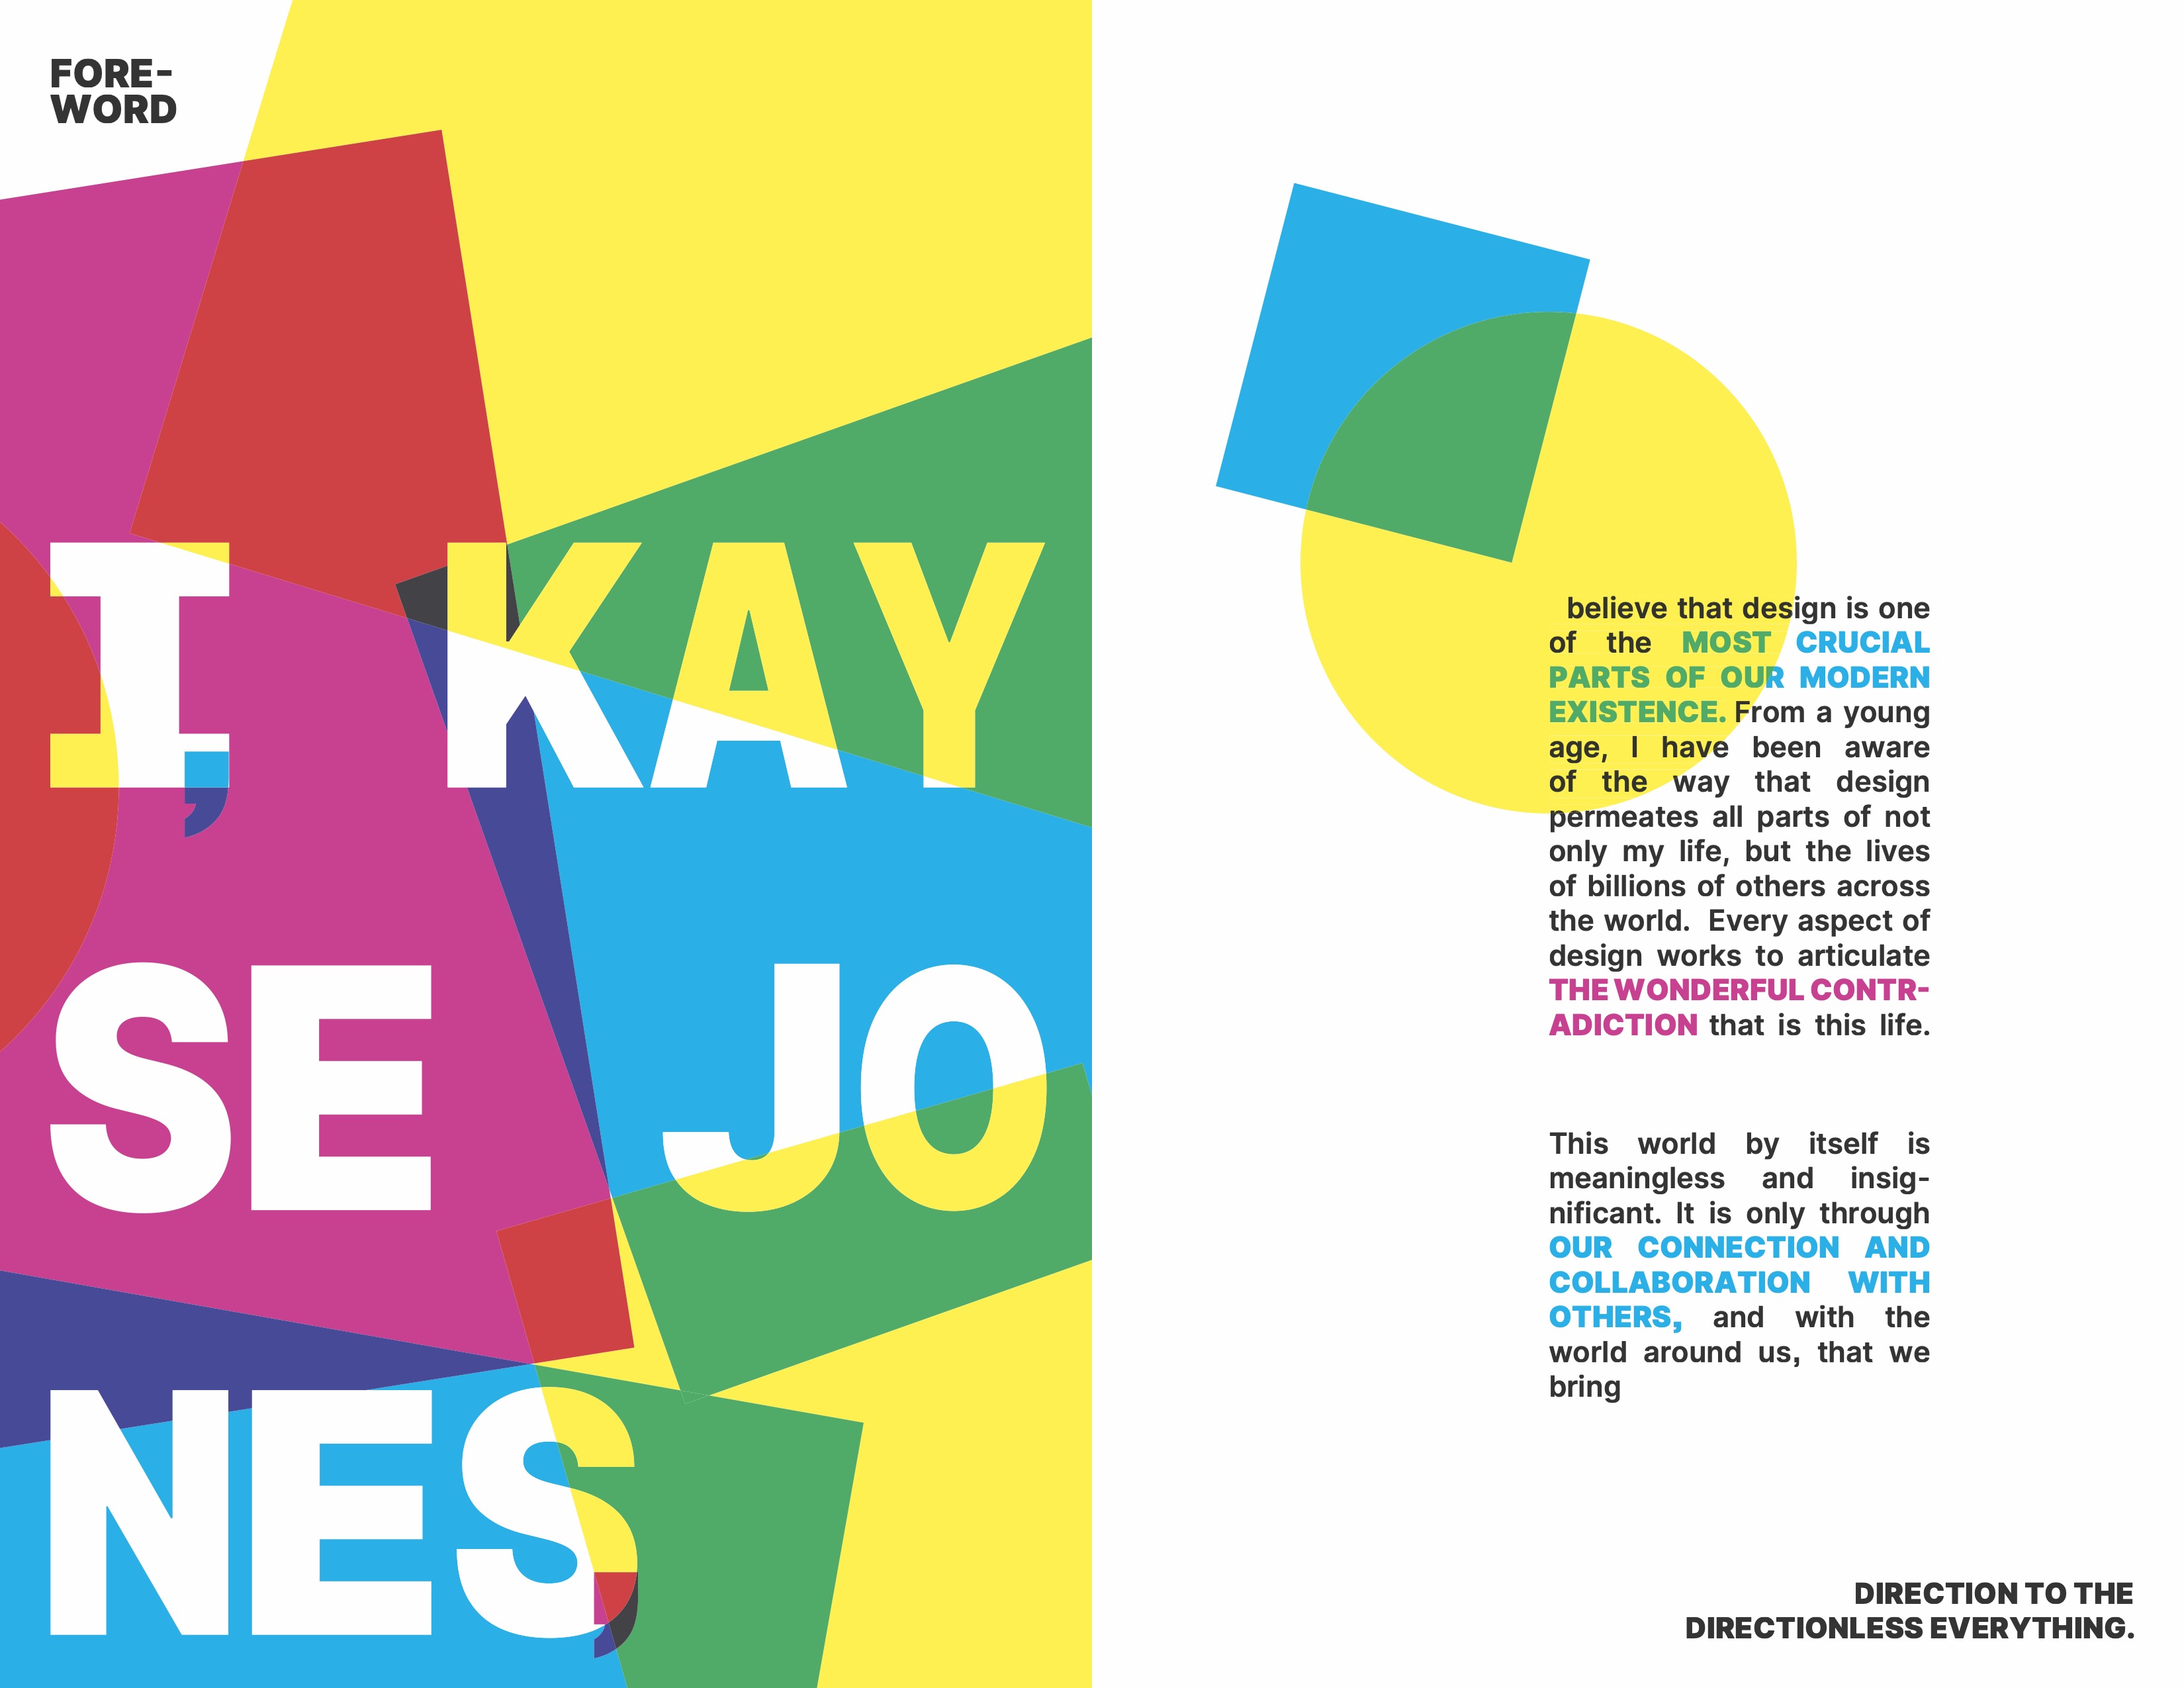 FORE-
WORD
I, KAY
SE JO
NES,
believe that design is one
of the MOST CRUCIAL
PARTS OF OUR MODERN
EXISTENCE. From a young
age, I have been aware
of the way that design
permeates all parts of not
only my life, but the lives
of billions of others across
the world. Every aspect of
design works to articulate
THE WONDERFUL CONTR-
ADICTION that is this life.
This world by itself is
meaningless and insig-
nificant. It is only through
OUR CONNECTION AND
COLLABORATION WITH
OTHERS, and with the
world around us, that we
bring
DIRECTION TO THE
DIRECTIONLESS EVERYTHING.